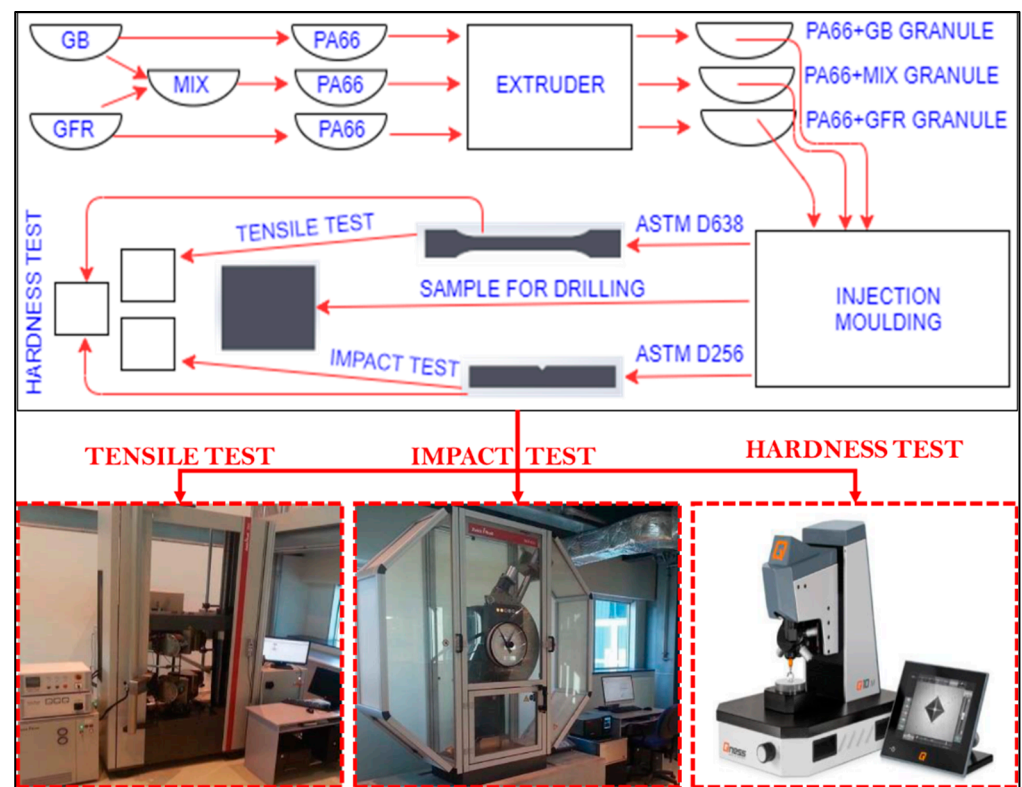 GB
PA66
PA66+GB GRANULE
MIX
PA66
EXTRUDER
PA66+MIX GRANULE
GFR
PA66
PA66+GFR GRANULE
HARDNESS TEST
TENSILE TEST
ASTM D638
SAMPLE FOR DRILLING
INJECTION
MOULDING
IMPACT TEST
ASTM D256
TENSILE TEST
IMPACT TEST
HARDNESS TEST
Qness